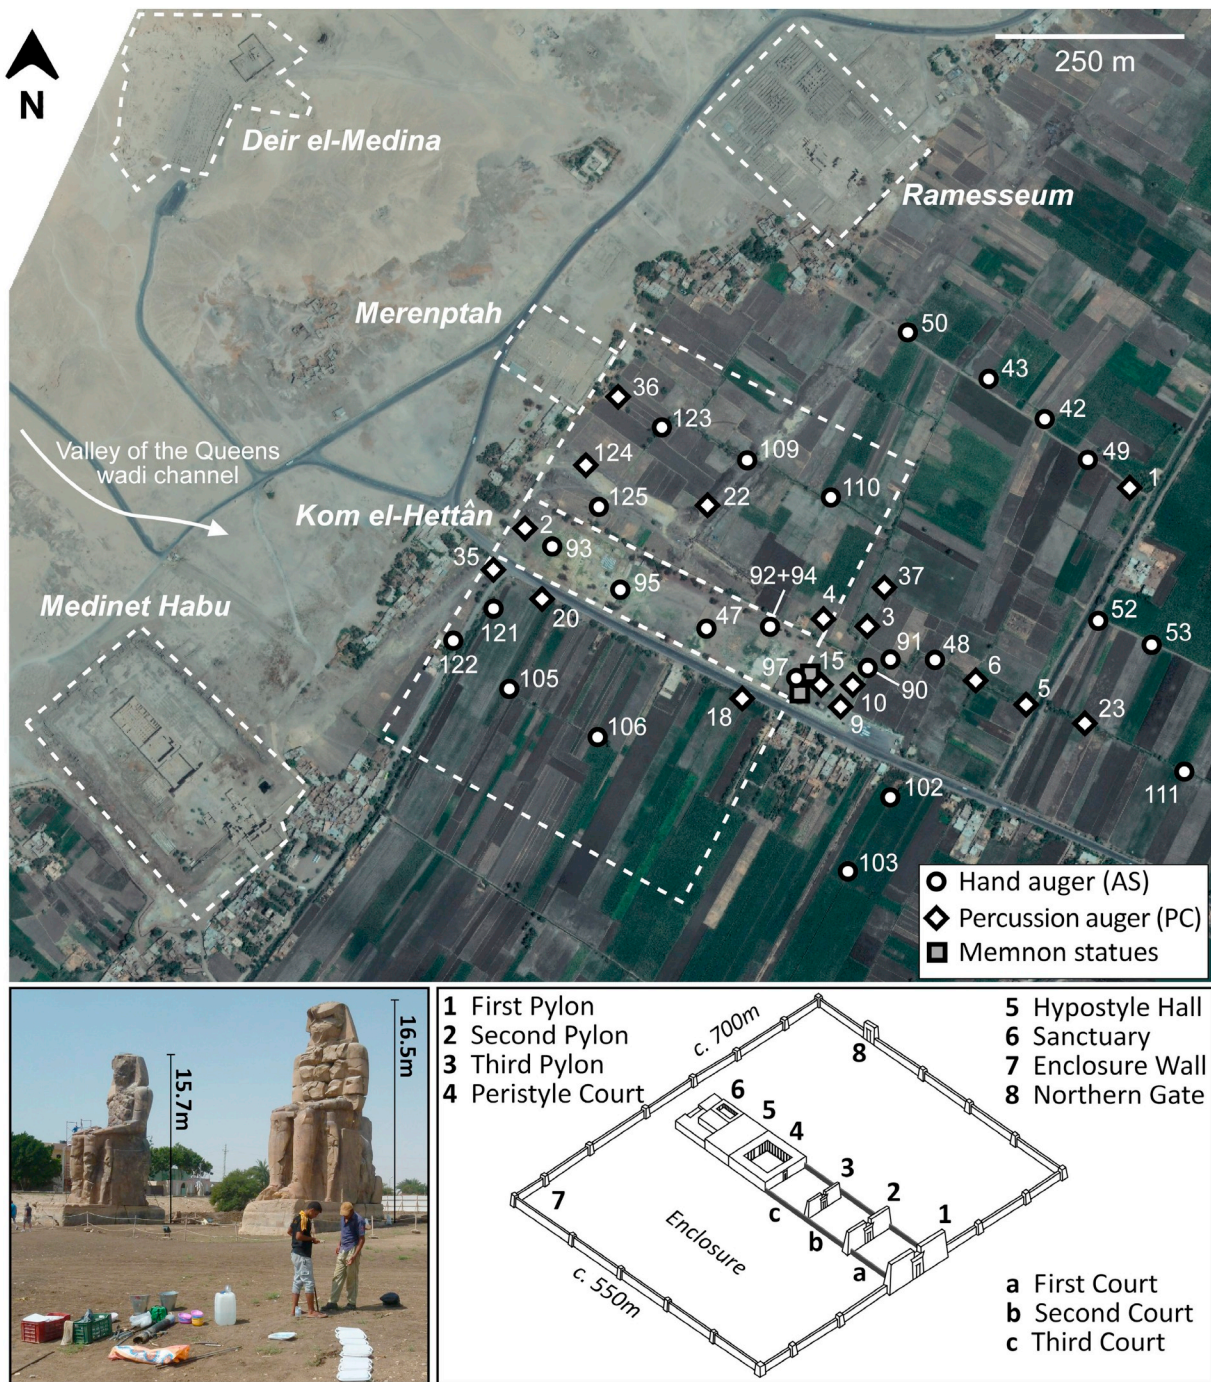 N
250 m
Deir el-Medina
Ramesseum
Merenptah
Valley of the Queens
wadi channel
Kom el-Hettân
Medinet Habu
50
43
42
49
1
36
123
109
110
124
125
22
2
93
35
95
92+94
4
37
3
52
53
121
20
47
91
48
6
122
97
15
90
105
18
10
9
5
23
106
102
111
103
Hand auger (AS)
Percussion auger (PC)
Memnon statues
15.7m
16.5m
1 First Pylon
2 Second Pylon
3 Third Pylon
4 Peristyle Court
5 Hypostyle Hall
6 Sanctuary
7 Enclosure Wall
8 Northern Gate
c. 700m
8
6
5
4
3
2
1
7
c
b
a
Enclosure
c. 550m
a First Court
b Second Court
c Third Court